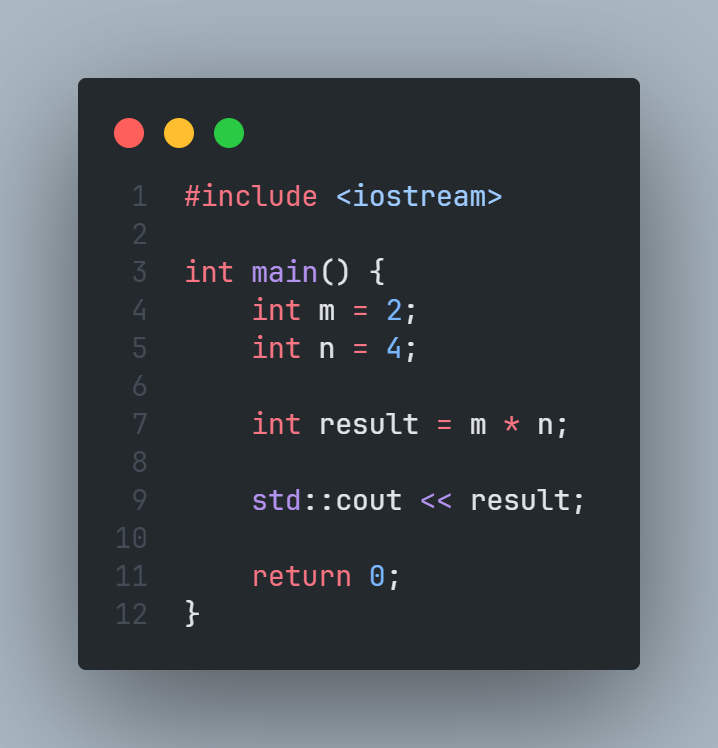 1 #include <iostream>
2
3 int main() {
4     int m = 2;
5     int n = 4;
6
7     int result = m * n;
8
9     std::cout << result;
10
11     return 0;
12 }